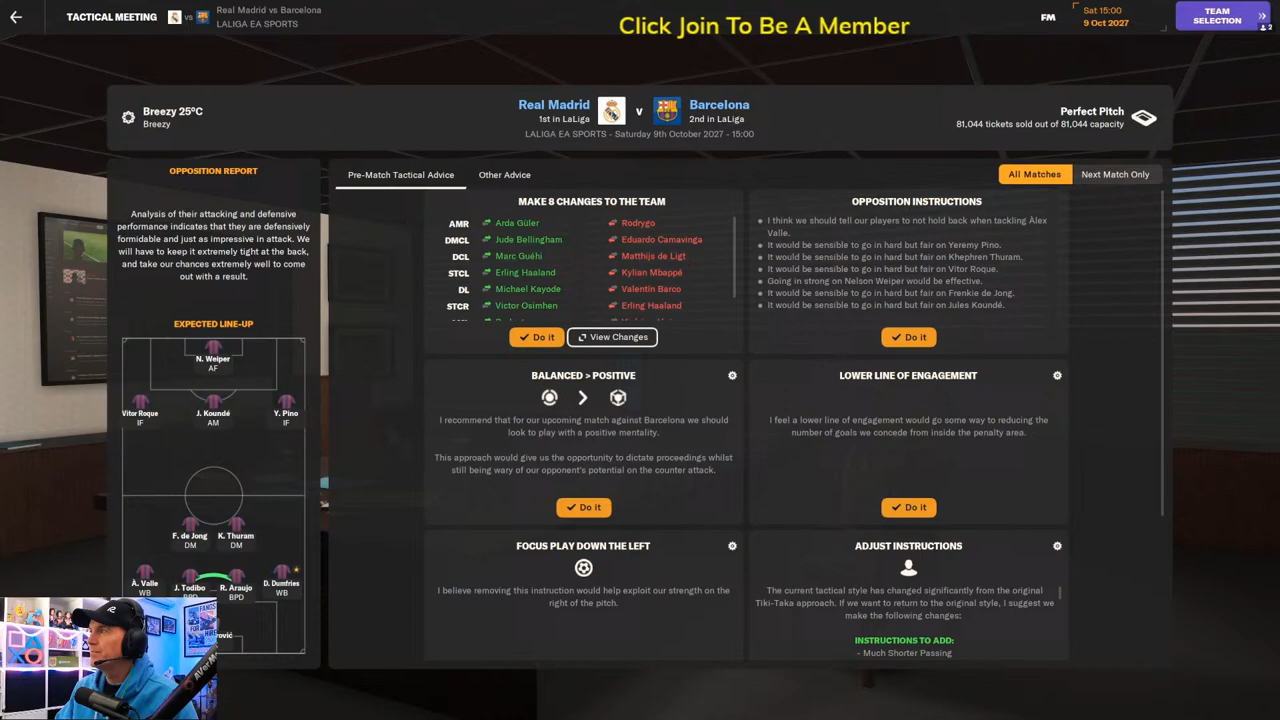 TACTICAL MEETING
vs
Real Madrid vs Barcelona
LALIGA EA SPORTS
Click Join To Be A Member
FM
Sat 15:00
9 Oct 2027
TEAM
SELECTION
2
Breezy 25°C
Breezy
Real Madrid
1st in LaLiga
v
Barcelona
2nd in LaLiga
LALIGA EA SPORTS - Saturday 9th October 2027 - 15:00
Perfect Pitch
81,044 tickets sold out of 81,044 capacity
OPPOSITION REPORT
Analysis of their attacking and defensive
performance indicates that they are defensively
formidable and just as impressive in attack. We
will have to keep it extremely tight at the back,
and take our chances extremely well to come
out with a result.
EXPECTED LINE-UP
N. Weiper
AF
Vitor Roque
IF
J. Koundé
AM
Y. Pino
IF
F. de Jong
DM
K. Thuram
DM
À. Valle
WB
J. Todibo
BPD
R. Araujo
BPD
D. Dumfries
WB
Pre-Match Tactical Advice
Other Advice
All Matches
Next Match Only
MAKE 8 CHANGES TO THE TEAM
AMR Arda Güler Rodrygo
DMCL Jude Bellingham Eduardo Camavinga
DCL Marc Guéhi Matthijs de Ligt
STCL Erling Haaland Kylian Mbappé
DL Michael Kayode Valentín Barco
STCR Victor Osimhen Erling Haaland
Do it
View Changes
OPPOSITION INSTRUCTIONS
I think we should tell our players to not hold back when tackling Àlex
Valle.
It would be sensible to go in hard but fair on Yeremy Pino.
It would be sensible to go in hard but fair on Khephren Thuram.
It would be sensible to go in hard but fair on Vitor Roque.
Going in strong on Nelson Weiper would be effective.
It would be sensible to go in hard but fair on Frenkie de Jong.
It would be sensible to go in hard but fair on Jules Koundé.
Do it
BALANCED > POSITIVE
I recommend that for our upcoming match against Barcelona we should
look to play with a positive mentality.
This approach would give us the opportunity to dictate proceedings whilst
still being wary of our opponent's potential on the counter attack.
Do it
LOWER LINE OF ENGAGEMENT
I feel a lower line of engagement would go some way to reducing the
number of goals we concede from inside the penalty area.
Do it
FOCUS PLAY DOWN THE LEFT
I believe removing this instruction would help exploit our strength on the
right of the pitch.
ADJUST INSTRUCTIONS
The current tactical style has changed significantly from the original
Tiki-Taka approach. If we want to return to the original style, I suggest we
make the following changes:
INSTRUCTIONS TO ADD:
- Much Shorter Passing